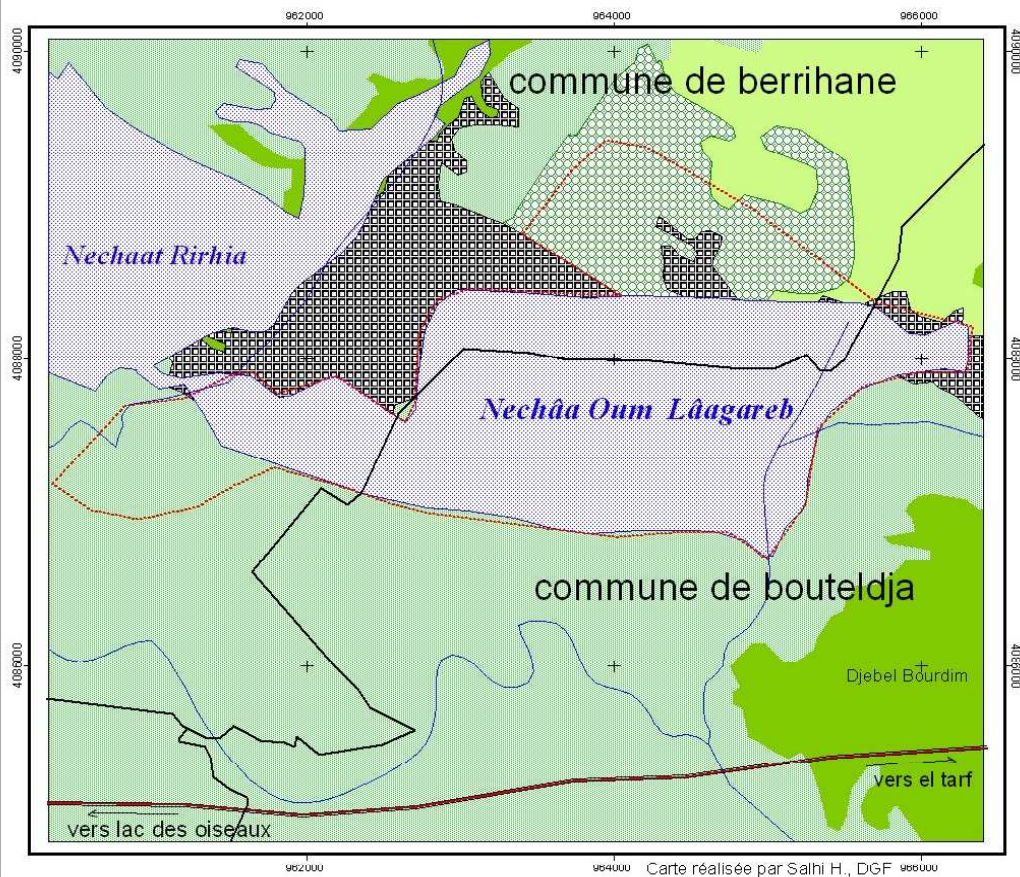 962000 964000 966000
4090000 4090000
commune de berrihane
Nechaat Rirhia
4088000 4088000
Nechâa Oum Lâagareb
commune de bouteldja
4086000 4086000
Djebel Bourdim
vers el tarf
vers lac des oiseaux
962000 964000 966000
Carte réalisée par Salhi H., DGF